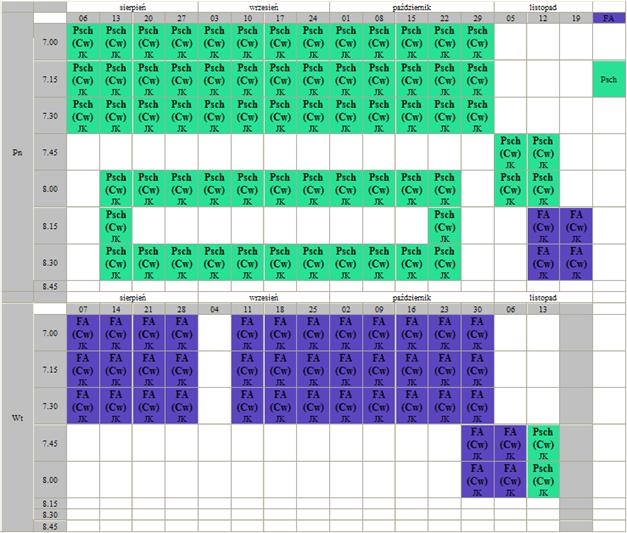 sierpień wrzesień październik listopad
06 13 20 27 03 10 17 24 01 08 15 22 29 05 12 19 FA
Psch Psch Psch Psch Psch Psch Psch Psch Psch Psch Psch Psch Psch
7.00 (Cw) (Cw) (Cw) (Cw) (Cw) (Cw) (Cw) (Cw) (Cw) (Cw) (Cw) (Cw) (Cw)
JK JK JK JK JK JK JK JK JK JK JK JK JK
Psch Psch Psch Psch Psch Psch Psch Psch Psch Psch Psch Psch Psch
7.15 (Cw) (Cw) (Cw) (Cw) (Cw) (Cw) (Cw) (Cw) (Cw) (Cw) (Cw) (Cw) (Cw) Psch
JK JK JK JK JK JK JK JK JK JK JK JK JK
Psch Psch Psch Psch Psch Psch Psch Psch Psch Psch Psch Psch Psch
7.30 (Cw) (Cw) (Cw) (Cw) (Cw) (Cw) (Cw) (Cw) (Cw) (Cw) (Cw) (Cw) (Cw)
JK JK JK JK JK JK JK JK JK JK JK JK JK
Psch Psch
Pn 7.45 (Cw) (Cw)
JK JK
Psch Psch Psch Psch Psch Psch Psch Psch Psch Psch Psch Psch Psch
8.00 (Cw) (Cw) (Cw) (Cw) (Cw) (Cw) (Cw) (Cw) (Cw) (Cw) (Cw) (Cw) (Cw)
JK JK JK JK JK JK JK JK JK JK JK JK JK
Psch Psch FA FA
8.15 (Cw) (Cw) (Cw) (Cw)
JK JK JK JK
Psch Psch Psch Psch Psch Psch Psch Psch Psch Psch Psch FA FA
8.30 (Cw) (Cw) (Cw) (Cw) (Cw) (Cw) (Cw) (Cw) (Cw) (Cw) (Cw) (Cw) (Cw)
JK JK JK JK JK JK JK JK JK JK JK JK JK
8.45
sierpień wrzesień październik listopad
07 14 21 28 04 11 18 25 02 09 16 23 30 06 13
FA FA FA FA FA FA FA FA FA FA FA FA
7.00 (Cw) (Cw) (Cw) (Cw) (Cw) (Cw) (Cw) (Cw) (Cw) (Cw) (Cw) (Cw)
JK JK JK JK JK JK JK JK JK JK JK JK
FA FA FA FA FA FA FA FA FA FA FA FA
7.15 (Cw) (Cw) (Cw) (Cw) (Cw) (Cw) (Cw) (Cw) (Cw) (Cw) (Cw) (Cw)
JK JK JK JK JK JK JK JK JK JK JK JK
FA FA FA FA FA FA FA FA FA FA FA FA
7.30 (Cw) (Cw) (Cw) (Cw) (Cw) (Cw) (Cw) (Cw) (Cw) (Cw) (Cw) (Cw)
JK JK JK JK JK JK JK JK JK JK JK JK
Wt
FA FA Psch
7.45 (Cw) (Cw) (Cw)
JK JK JK
FA FA Psch
8.00 (Cw) (Cw) (Cw)
JK JK JK
8.15
8.30
8.45